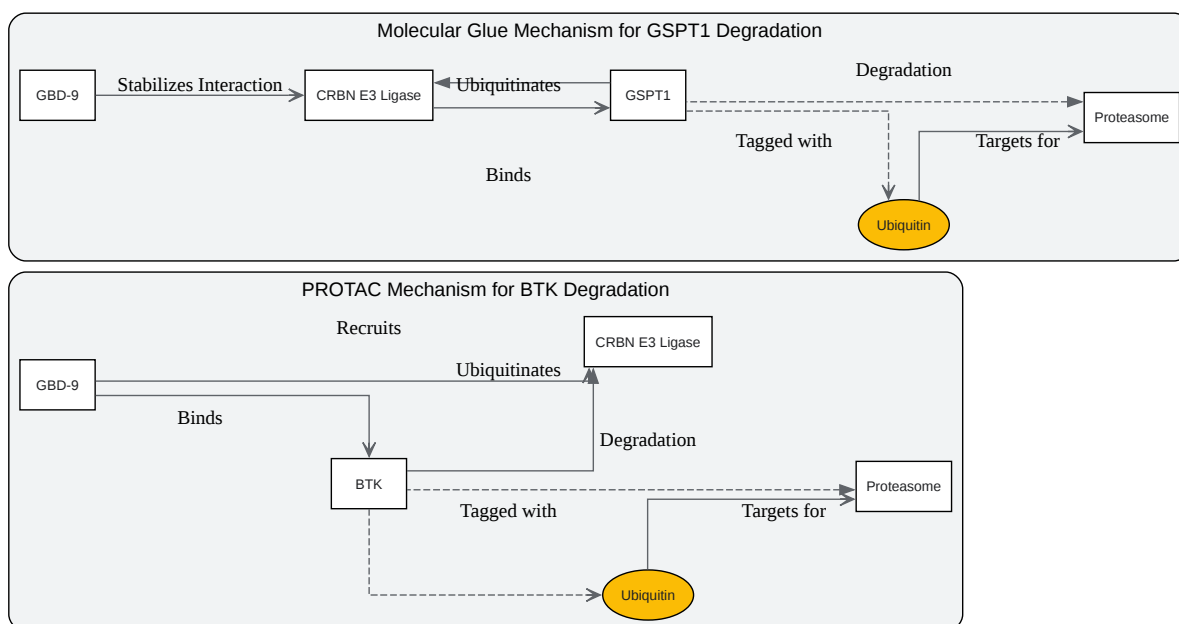 Molecular Glue Mechanism for GSPT1 Degradation
GBD-9
Stabilizes Interaction
CRBN E3 Ligase
Ubiquitinates
GSPT1
Degradation
Proteasome
Tagged with
Targets for
Binds
Ubiquitin
PROTAC Mechanism for BTK Degradation
Recruits
CRBN E3 Ligase
GBD-9
Ubiquitinates
Binds
Degradation
BTK
Proteasome
Tagged with
Targets for
Ubiquitin